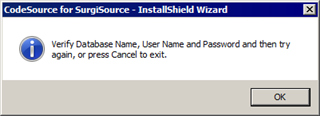 CodeSource for SurgiSource - InstallShield Wizard
Verify Database Name, User Name and Password and then try
again, or press Cancel to exit.
OK